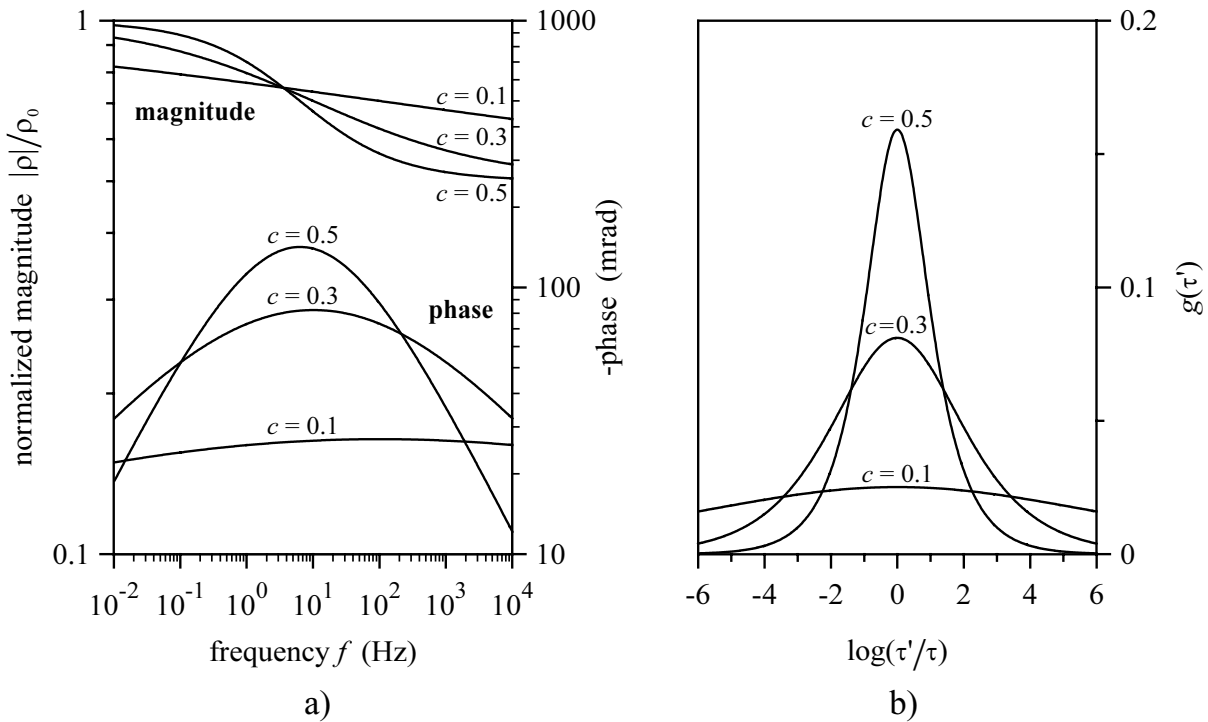 1
normalized magnitude |ρ|/ρ₀
0.1
magnitude
c = 0.1
c = 0.3
c = 0.5
c = 0.5
c = 0.3
phase
c = 0.1
1000
100
10
-phase (mrad)
10⁻² 10⁻¹ 10⁰ 10¹ 10² 10³ 10⁴
frequency f (Hz)
a)
c = 0.5
c=0.3
c = 0.1
0.2
0.1
0
g(τ')
-6 -4 -2 0 2 4 6
log(τ'/τ)
b)